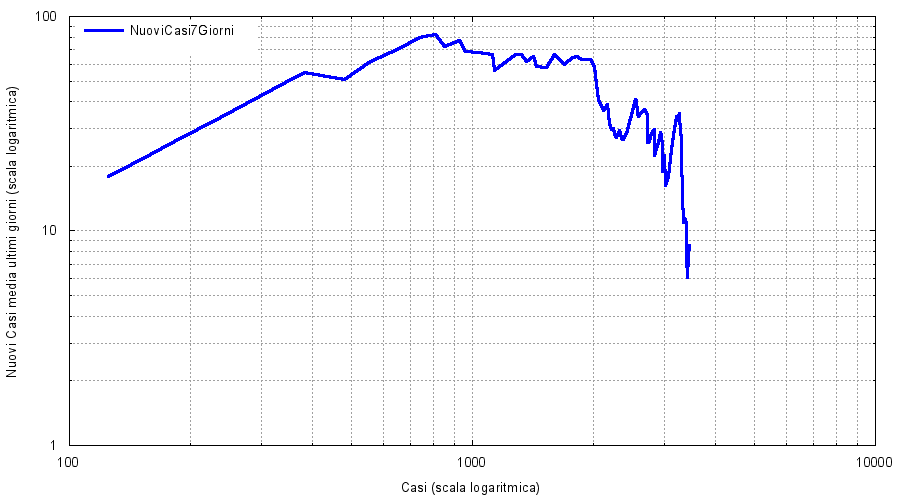 100
NuoviCasi7Giorni
10
1
Nuovi Casi media ultimi giorni (scala logaritmica)
100
1000
10000
Casi (scala logaritmica)